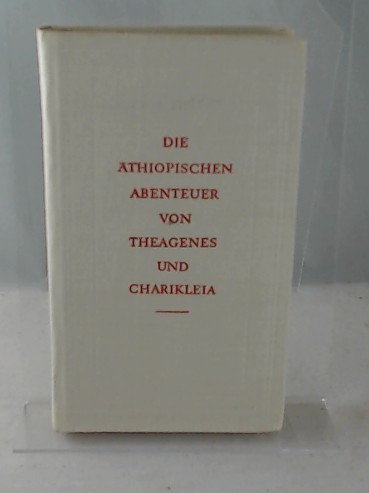 DIE
ÄTHIOPISCHEN
ABENTEUER
VON
THEAGENES
UND
CHARIKLEIA